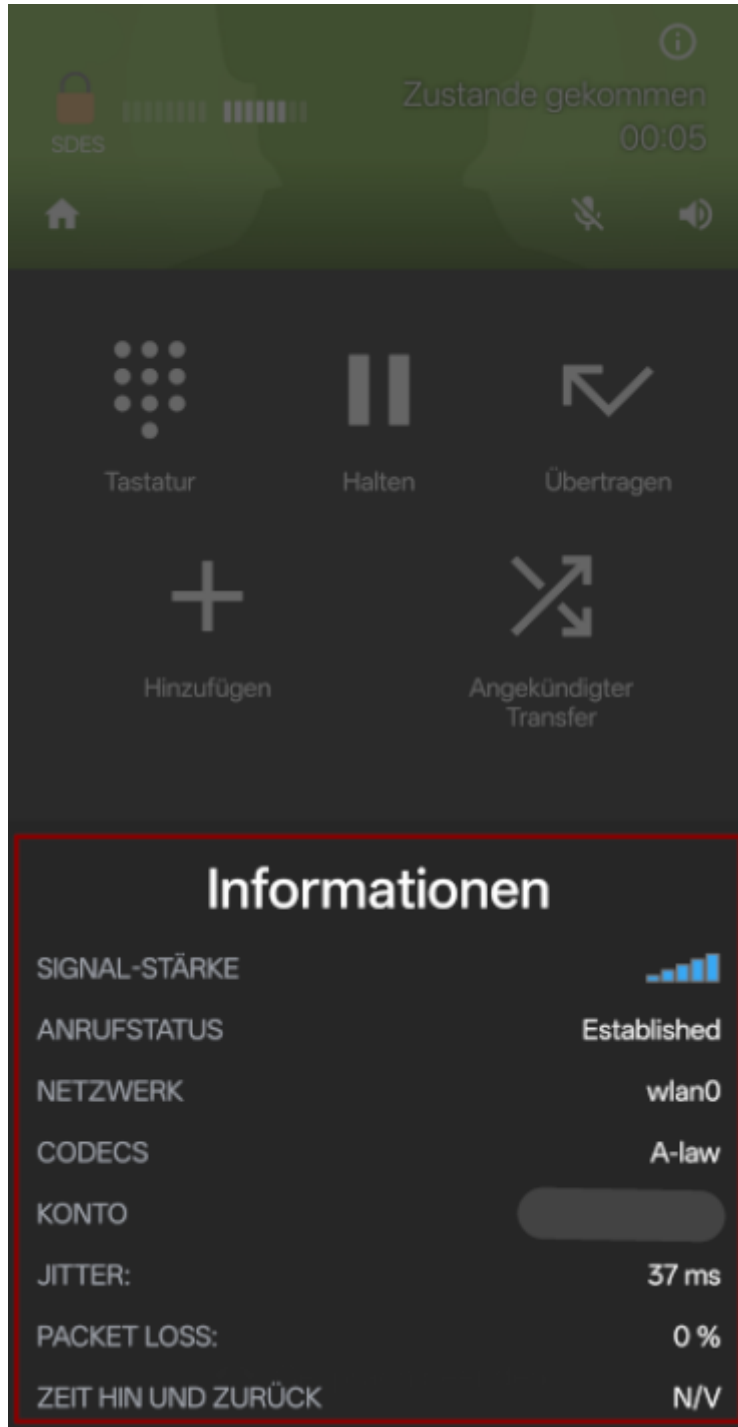 Zustande gekommen
SDES
00:05
Tastatur
Halten
Übertragen
Hinzufügen
Angekündigter
Transfer
Informationen
SIGNAL-STÄRKE
ANRUFSTATUS Established
NETZWERK wlan0
CODECS A-law
KONTO
JITTER: 37 ms
PACKET LOSS: 0 %
ZEIT HIN UND ZURÜCK N/V